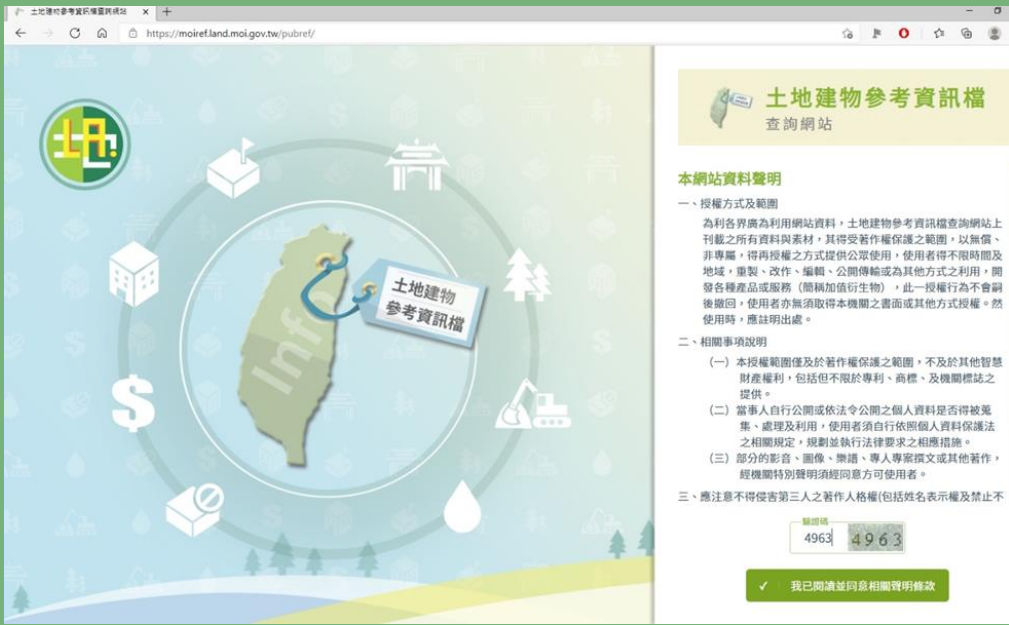 土地建物參考資訊檔查詢網站
https://moiref.land.moi.gov.tw/pubref/
土地建物
參考資訊檔
Info
土地建物參考資訊檔
查詢網站
本網站資料聲明
一、授權方式及範圍
為利各界廣為利用網站資料，土地建物參考資訊檔查詢網站上
刊載之所有資料與素材，其得受著作權保護之範圍，以無償、
非專屬，得再授權之方式提供公眾使用，使用者得不限時間及
地域，重製、改作、編輯、公開傳輸或為其他方式之利用，開
發各種產品或服務（簡稱加值衍生物），此一授權行為不會嗣
後撤回，使用者亦無須取得本機關之書面或其他方式授權。然
使用時，應註明出處。
二、相關事項說明
（一）本授權範圍僅及於著作權保護之範圍，不及於其他智慧
財產權利，包括但不限於專利、商標、及機關標誌之
提供。
（二）當事人自行公開或依法令公開之個人資料是否得被蒐
集、處理及利用，使用者須自行依照個人資料保護法
之相關規定，規劃並執行法律要求之相應措施。
（三）部分的影音、圖像、樂譜、專人專案撰文或其他著作，
經機關特別聲明須經同意方可使用者。
三、應注意不得侵害第三人之著作人格權(包括姓名表示權及禁止不
驗證碼
4963 4963
我已閱讀並同意相關聲明條款